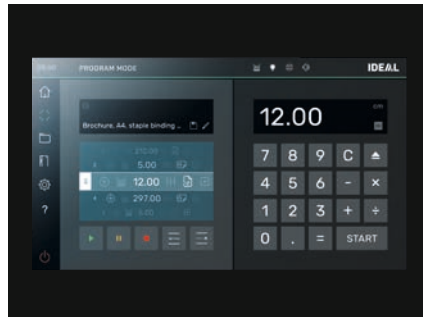 PROGRAM MODE
IDEAL
Brochure, A4, staple binding ...
5.00
12.00
297.00
?
12.00
cm
7 8 9 C
4 5 6 - ×
1 2 3 + ÷
0 . = START